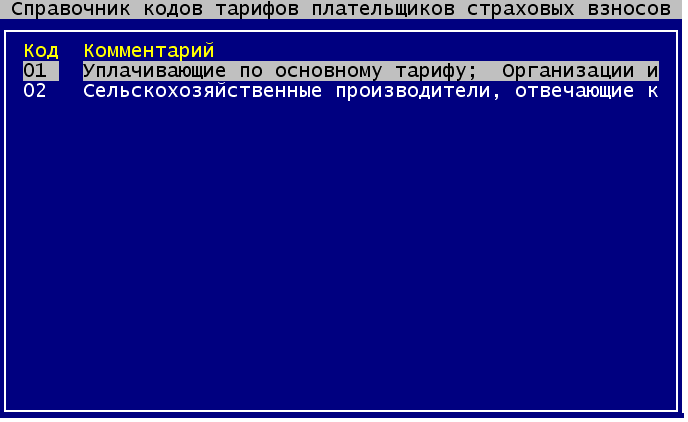 Справочник кодов тарифов плательщиков страховых взносов
Код Комментарий
01 Уплачивающие по основному тарифу; Организации и
02 Сельскохозяйственные производители, отвечающие к